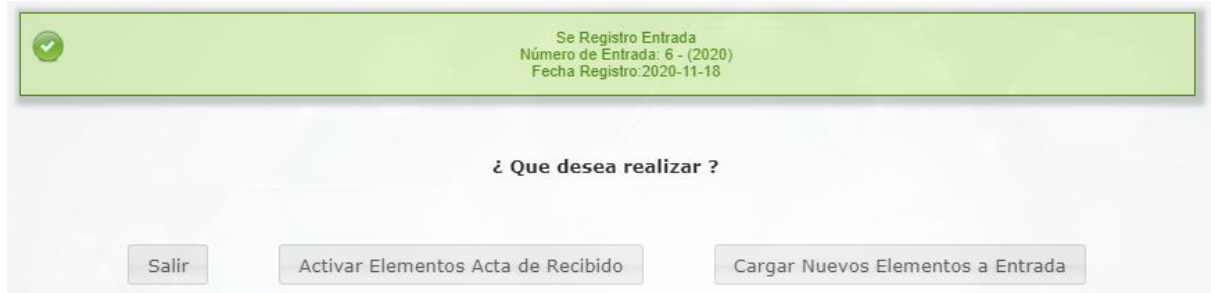 Se Registro Entrada
Número de Entrada: 6 - (2020)
Fecha Registro:2020-11-18
¿ Que desea realizar ?
Salir
Activar Elementos Acta de Recibido
Cargar Nuevos Elementos a Entrada